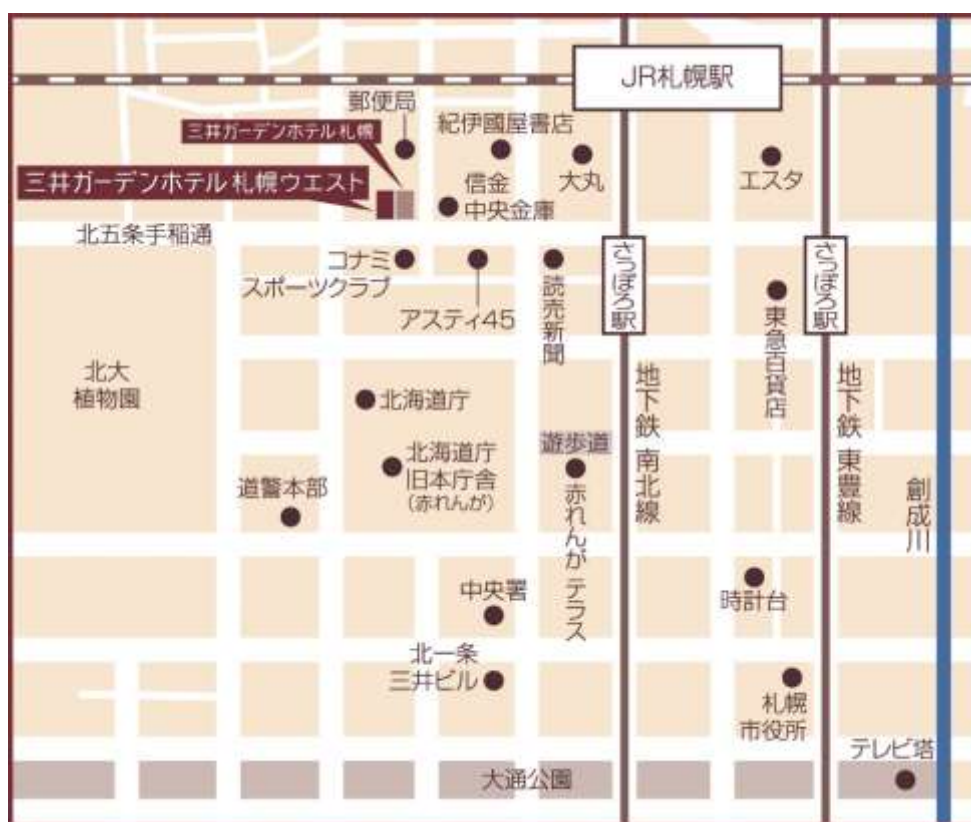 JR札幌駅
郵便局
三井ガーデンホテル札幌
紀伊國屋書店
三井ガーデンホテル札幌ウエスト
信金
中央金庫
大丸
エスタ
北五条手稲通
コナミ
スポーツクラブ
アスティ45
読売新聞
さっぽろ駅
さっぽろ駅
東急百貨店
北大
植物園
北海道庁
地下鉄 南北線
地下鉄 東豊線
遊歩道
北海道庁
旧本庁舎
(赤れんが)
道警本部
赤れんが テラス
創成川
中央署
時計台
北一条
三井ビル
札幌
市役所
テレビ塔
大通公園